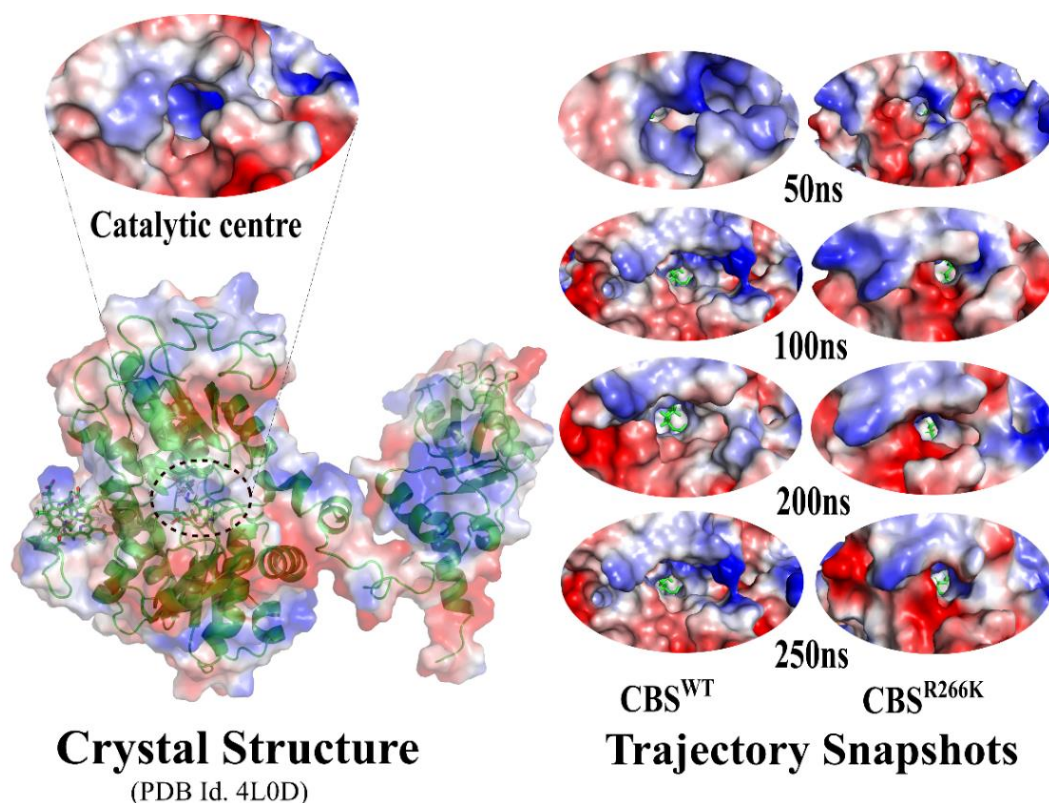 Catalytic centre
Crystal Structure
(PDB Id. 4L0D)
50ns
100ns
200ns
250ns
CBS^WT CBS^R266K
Trajectory Snapshots